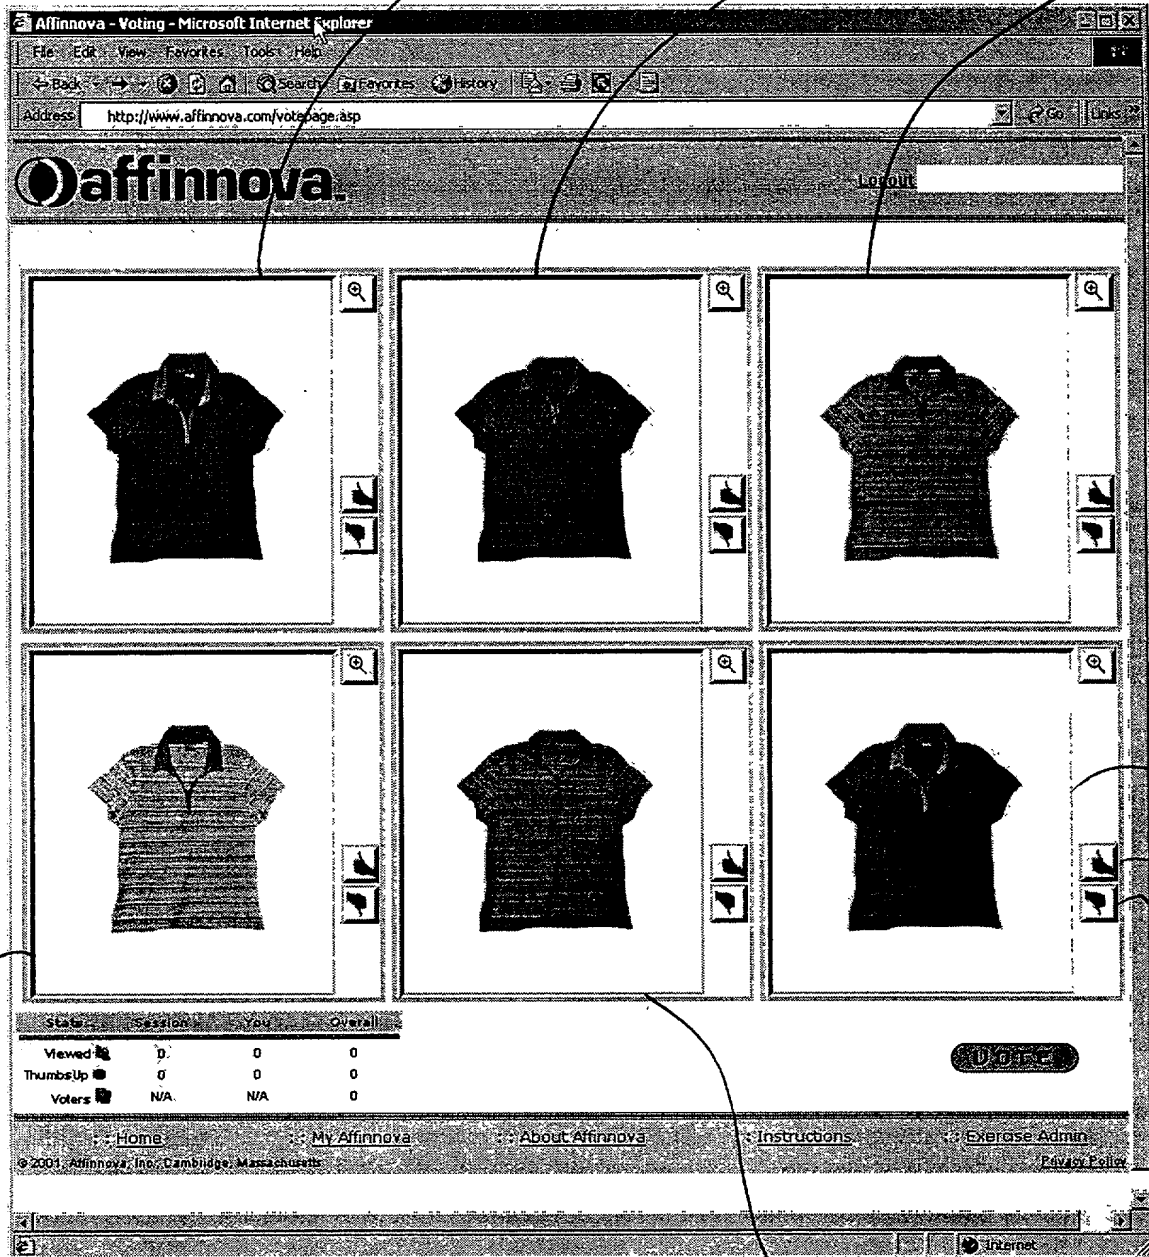 Affinnova - Voting - Microsoft Internet Explorer
File Edit View Favorites Tools Help
Back Search Favorites History
Address http://www.affinnova.com/votepage.asp Go Links
affinnova.
Logout
Stats Session You Overall
Viewed 0 0 0
ThumbsUp 0 0 0
Voters N/A N/A 0
VOTE
Home My Affinnova About Affinnova Instructions Exercise Admin
© 2001, Affinnova, Inc., Cambridge, Massachusetts Privacy Policy
Internet